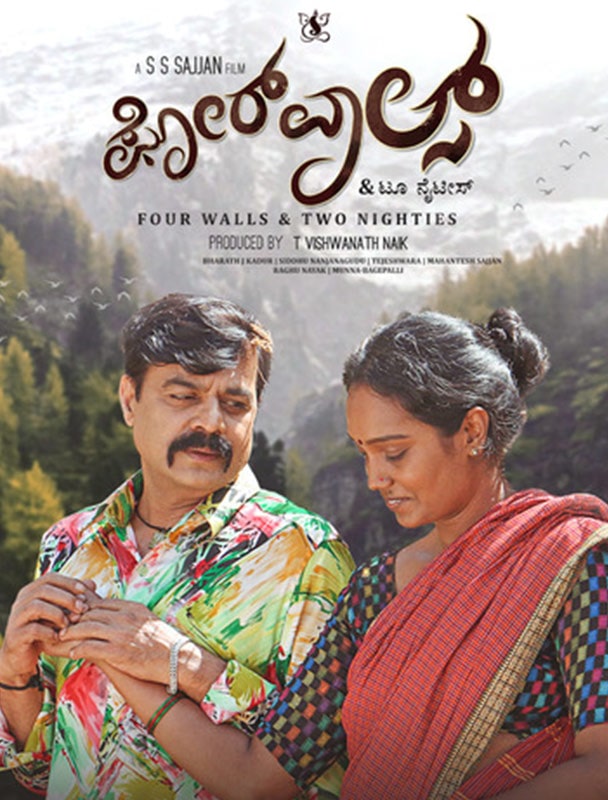 A S S SAJJAN FILM
ಫೋರ್ ವಾಲ್ಸ್
& ಟೂ ನೈಟೀಸ್
FOUR WALLS & TWO NIGHTIES
PRODUCED BY T VISHWANATH NAIK
BHARATH J KADUR | SIDDHU NANJANAGUDU | TEJESHWARA | MAHANTESH SAJJAN
RAGHU NAYAK | MUNNA-BAGEPALLI